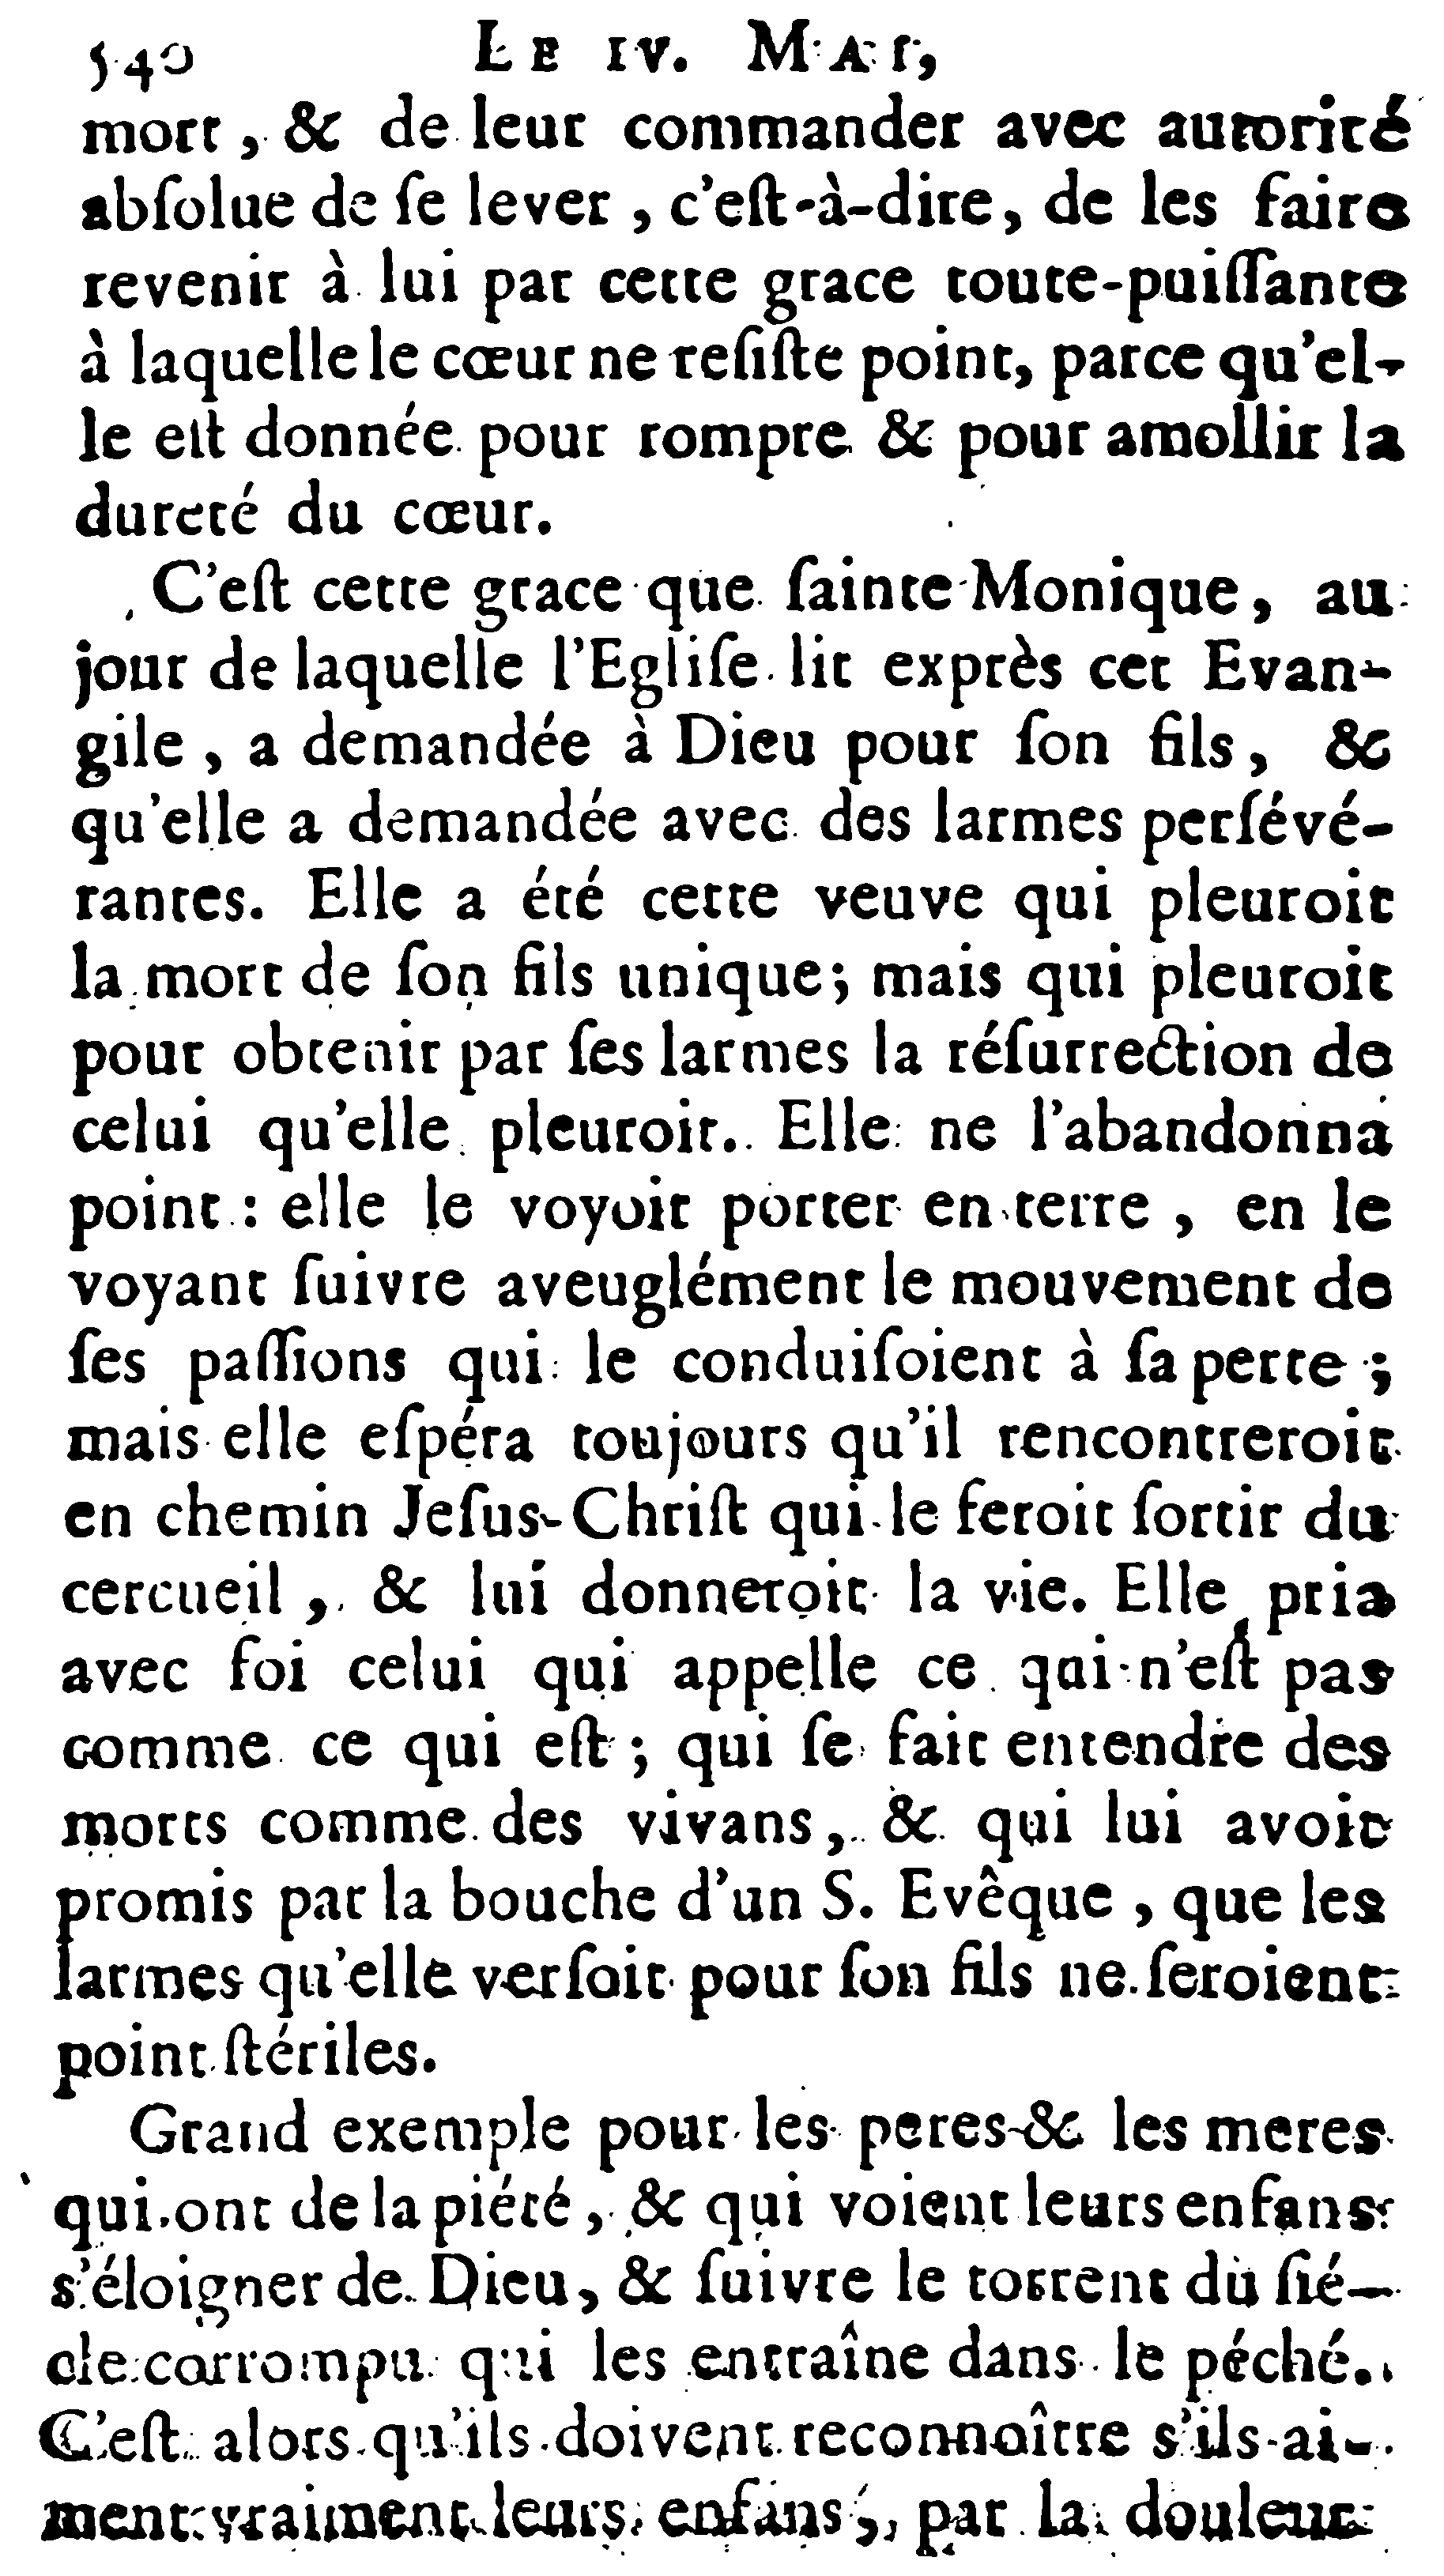 540 LE IV. MAI,
mort, & de leur commander avec autorité
abſolue de ſe lever, c'eſt-à-dire, de les faire
revenir à lui par cette grace toute-puiſſante
à laquelle le cœur ne reſiſte point, parce qu'el-
le eſt donnée pour rompre & pour amollir la
dureté du cœur.
C'eſt cette grace que ſainte Monique, au
jour de laquelle l'Egliſe lit exprès cet Evan-
gile, a demandée à Dieu pour ſon fils, &
qu'elle a demandée avec des larmes perſévé-
rantes. Elle a été cette veuve qui pleuroit
la mort de ſon fils unique; mais qui pleuroit
pour obtenir par ſes larmes la réſurrection de
celui qu'elle pleuroit. Elle ne l'abandonna
point : elle le voyoit porter en terre, en le
voyant ſuivre aveuglément le mouvement de
ſes paſſions qui le conduiſoient à ſa perte ;
mais elle eſpéra toujours qu'il rencontreroit
en chemin Jeſus-Chriſt qui le feroit ſortir du
cercueil, & lui donneroit la vie. Elle pria
avec foi celui qui appelle ce qui n'eſt pas
comme ce qui eſt ; qui ſe fait entendre des
morts comme des vivans, & qui lui avoit
promis par la bouche d'un S. Evêque, que les
larmes qu'elle verſoit pour ſon fils ne ſeroient
point ſtériles.
Grand exemple pour les peres & les meres
qui ont de la piété, & qui voient leurs enfans
s'éloigner de Dieu, & ſuivre le torrent du ſié-
cle corrompu qui les entraîne dans le péché.
C'eſt alors qu'ils doivent reconnoître s'ils ai-
ment vraiment leurs enfans, par la douleur